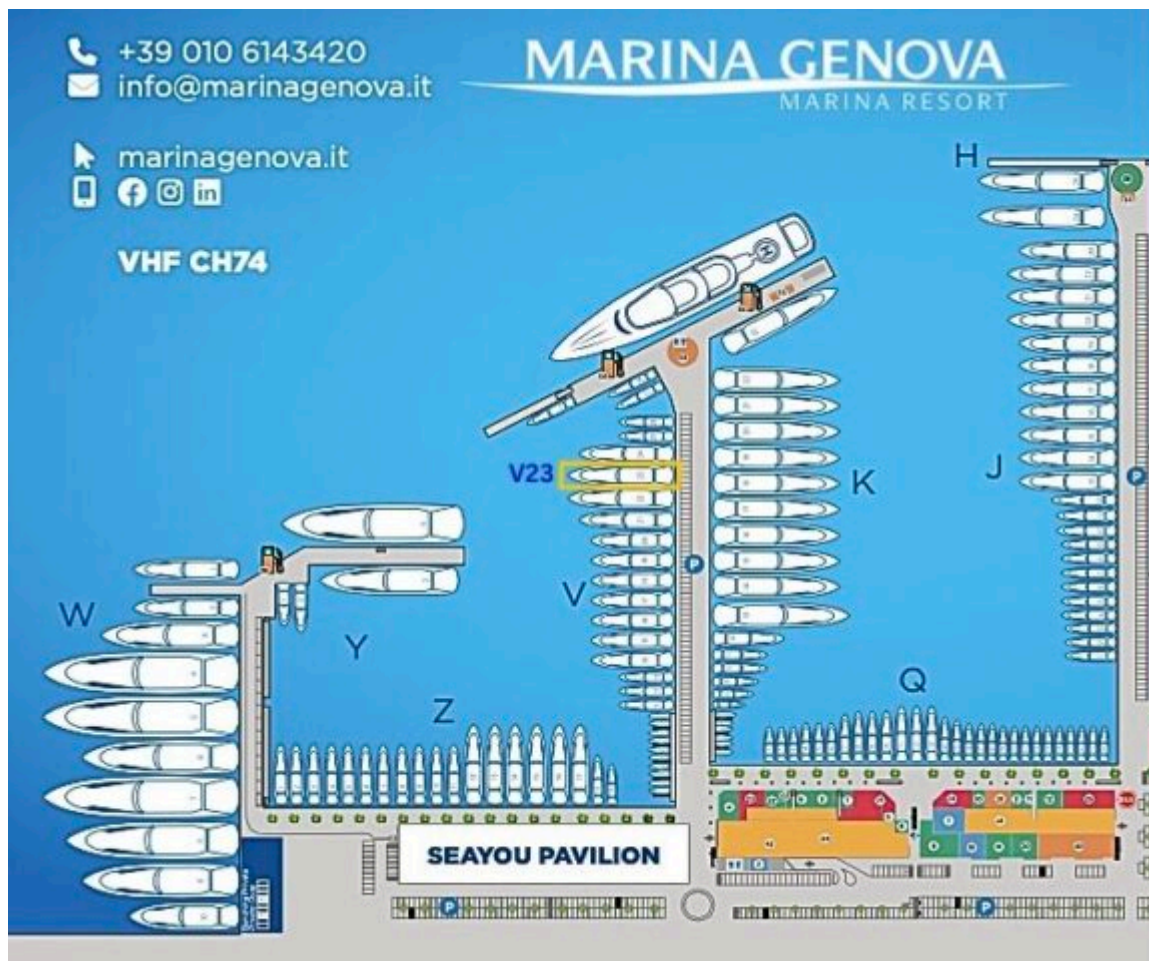 +39 010 6143420
info@marinagenova.it
MARINA GENOVA
MARINA RESORT
marinagenova.it
VHF CH74
H
V23
K
J
W
V
Y
Z
Q
P
P
SEAYOU PAVILION
P
P